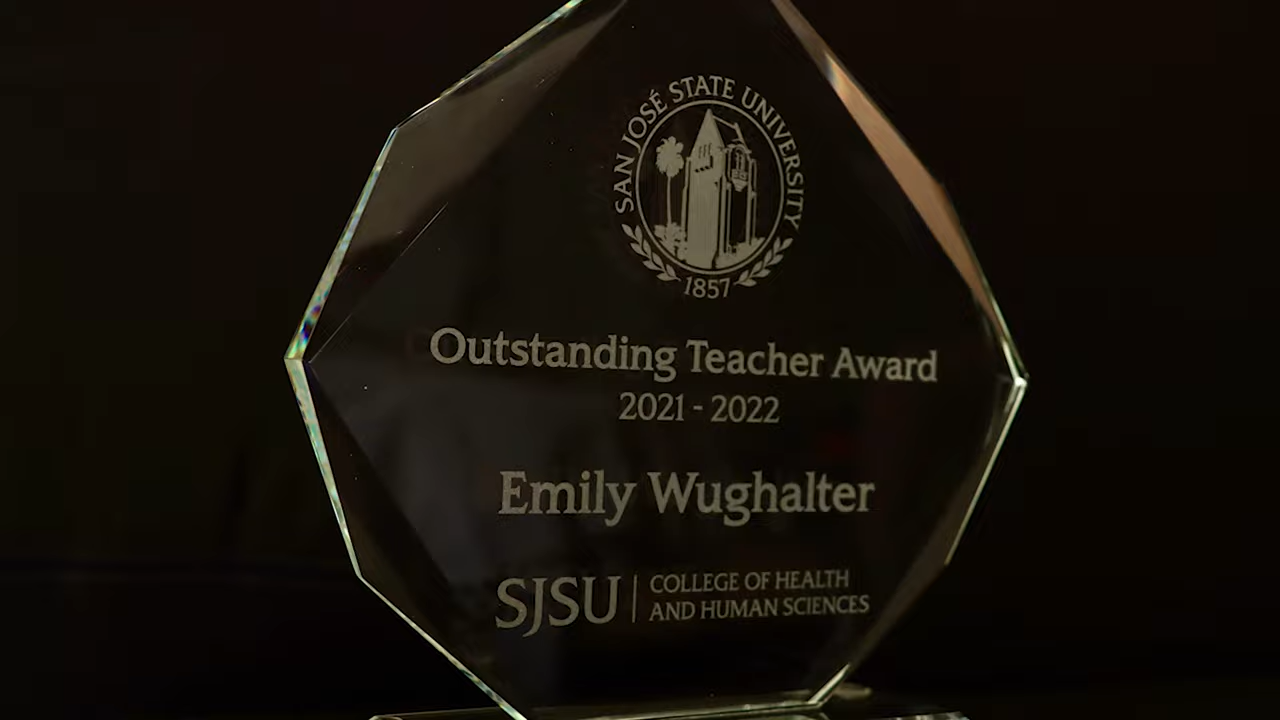 SAN JOSÉ STATE UNIVERSITY
1857
Outstanding Teacher Award
2021 - 2022
Emily Wughalter
SJSU | COLLEGE OF HEALTH
AND HUMAN SCIENCES